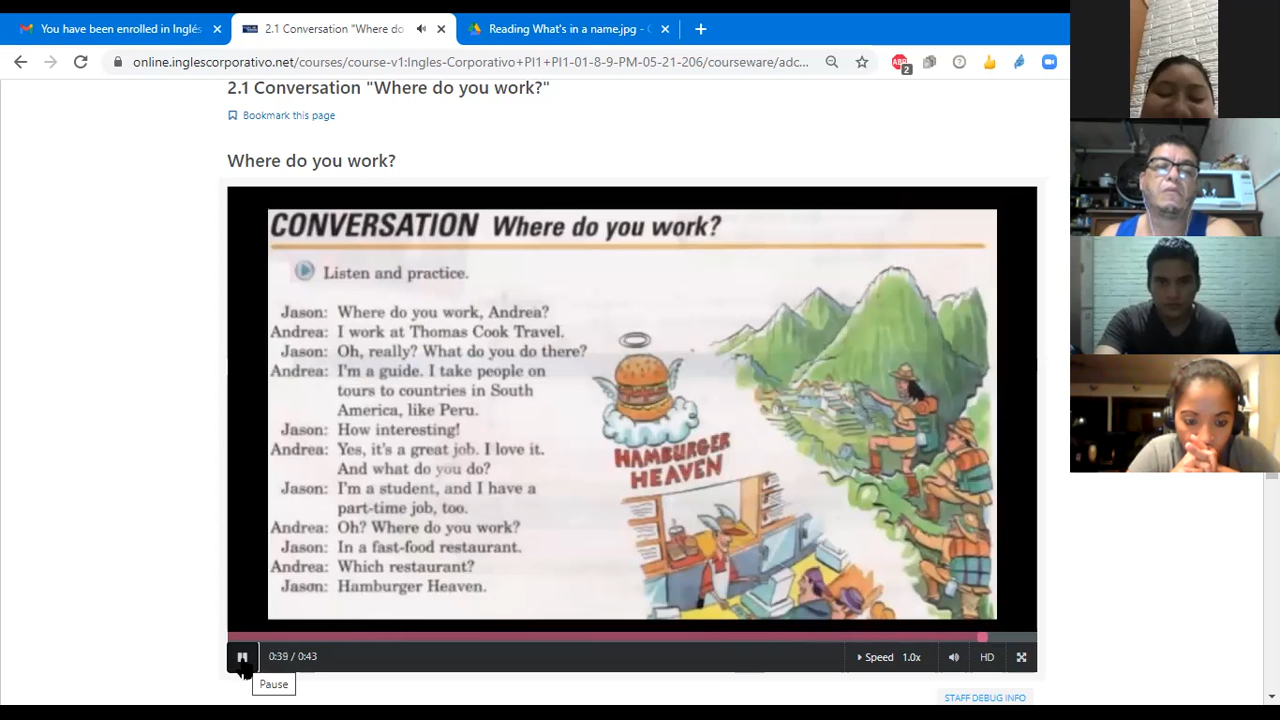 You have been enrolled in Inglés
2.1 Conversation "Where do
Reading What's in a name.jpg -
online.inglescorporativo.net/courses/course-v1:Ingles-Corporativo+PI1+PI1-01-8-9-PM-05-21-206/courseware/adc...
ABP
2
2.1 Conversation "Where do you work?"
Bookmark this page
Where do you work?
CONVERSATION Where do you work?
Listen and practice.
Jason: Where do you work, Andrea?
Andrea: I work at Thomas Cook Travel.
Jason: Oh, really? What do you do there?
Andrea: I'm a guide. I take people on
tours to countries in South
America, like Peru.
Jason: How interesting!
Andrea: Yes, it's a great job. I love it.
And what do you do?
Jason: I'm a student, and I have a
part-time job, too.
Andrea: Oh? Where do you work?
Jason: In a fast-food restaurant.
Andrea: Which restaurant?
Jason: Hamburger Heaven.
HAMBURGER
HEAVEN
0:39 / 0:43
Speed 1.0x
HD
Pause
STAFF DEBUG INFO